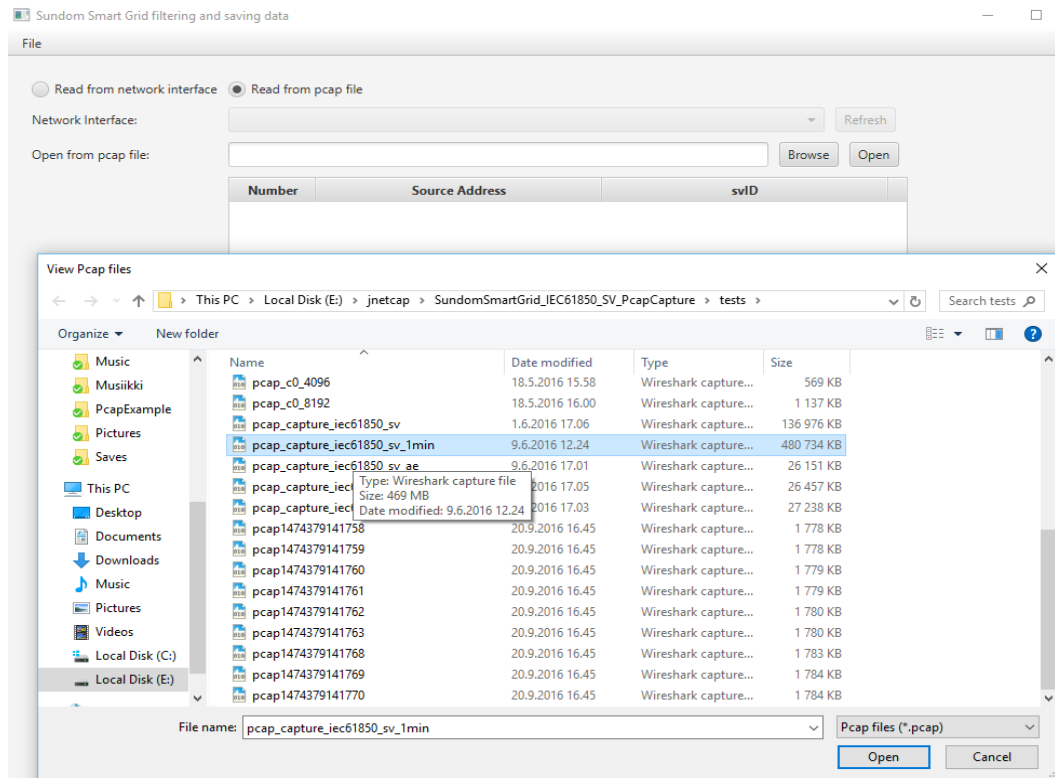 Sundom Smart Grid filtering and saving data
File
Read from network interface Read from pcap file
Network Interface: Refresh
Open from pcap file: Browse Open
Number Source Address svID
View Pcap files
This PC > Local Disk (E:) > jnetcap > SundomSmartGrid_IEC61850_SV_PcapCapture > tests > Search tests
Organize New folder
Name Date modified Type Size
Music pcap_c0_4096 18.5.2016 15.58 Wireshark capture... 569 KB
Musiikki pcap_c0_8192 18.5.2016 16.00 Wireshark capture... 1 137 KB
PcapExample pcap_capture_iec61850_sv 1.6.2016 17.06 Wireshark capture... 136 976 KB
Pictures pcap_capture_iec61850_sv_1min 9.6.2016 12.24 Wireshark capture... 480 734 KB
Saves pcap_capture_iec61850_sv_ae 9.6.2016 17.01 Wireshark capture... 26 151 KB
This PC pcap_capture_iec 2016 17.05 Wireshark capture... 26 457 KB
Desktop pcap_capture_iec 2016 17.03 Wireshark capture... 27 238 KB
Type: Wireshark capture file
Size: 469 MB
Date modified: 9.6.2016 12.24
pcap1474379141758 20.9.2016 16.45 Wireshark capture... 1 778 KB
Documents pcap1474379141759 20.9.2016 16.45 Wireshark capture... 1 778 KB
Downloads pcap1474379141760 20.9.2016 16.45 Wireshark capture... 1 779 KB
Music pcap1474379141761 20.9.2016 16.45 Wireshark capture... 1 779 KB
Pictures pcap1474379141762 20.9.2016 16.45 Wireshark capture... 1 780 KB
Videos pcap1474379141763 20.9.2016 16.45 Wireshark capture... 1 780 KB
Local Disk (C:) pcap1474379141768 20.9.2016 16.45 Wireshark capture... 1 783 KB
Local Disk (E:) pcap1474379141769 20.9.2016 16.45 Wireshark capture... 1 784 KB
pcap1474379141770 20.9.2016 16.45 Wireshark capture... 1 784 KB
File name: pcap_capture_iec61850_sv_1min Pcap files (*.pcap)
Open Cancel